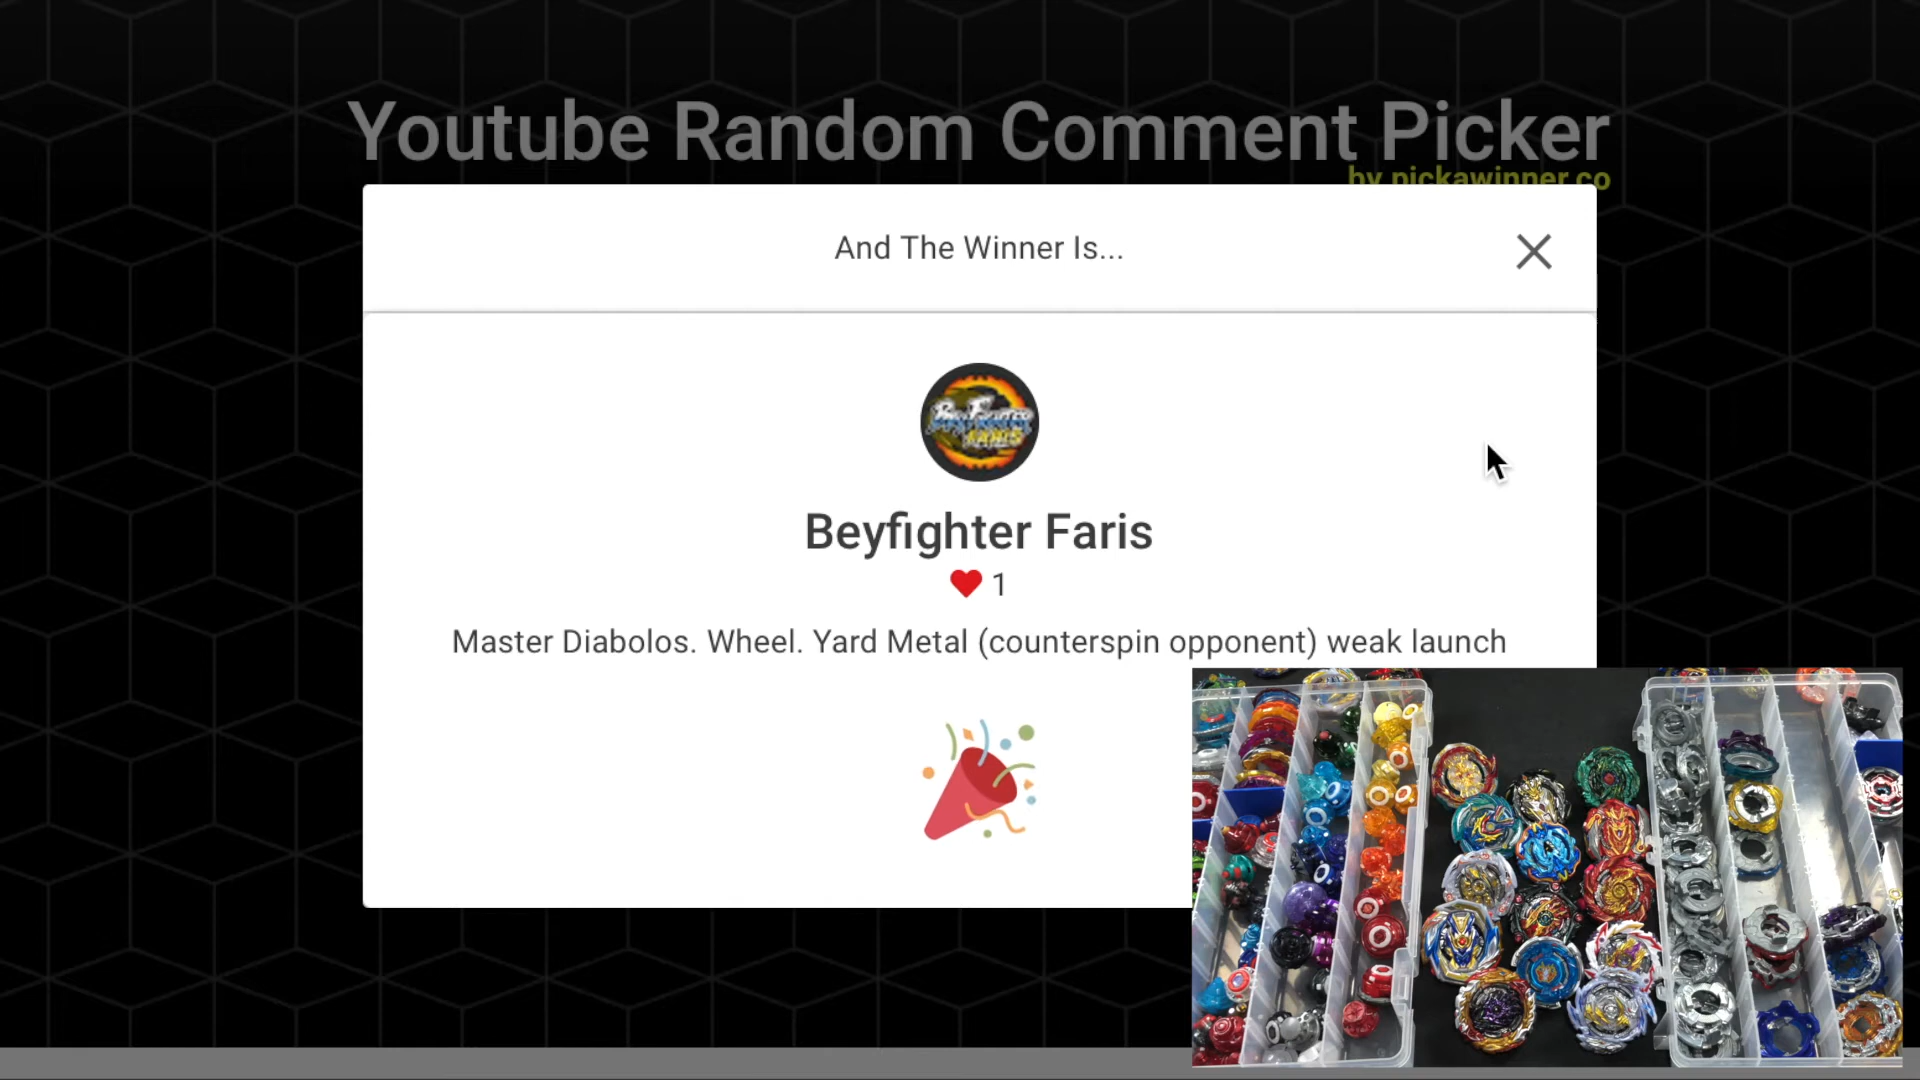 Youtube Random Comment Picker
by pickawinner.co
And The Winner Is...
Beyfighter Faris
1
Master Diabolos. Wheel. Yard Metal (counterspin opponent) weak launch